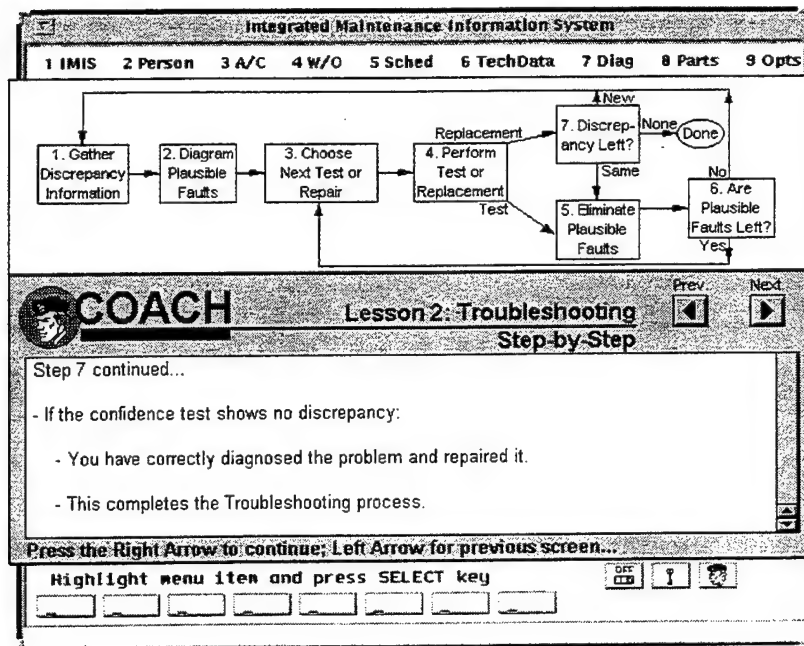 Integrated Maintenance Information System
1 IMIS 2 Person 3 A/C 4 W/O 5 Sched 6 TechData 7 Diag 8 Parts 9 Opts
1. Gather
Discrepancy
Information
2. Diagram
Plausible
Faults
3. Choose
Next Test or
Repair
4. Perform
Test or
Replacement
Replacement
Test
7. Discrep-
ancy Left?
New
None
Done
Same
5. Eliminate
Plausible
Faults
6. Are
Plausible
Faults Left?
No
Yes
COACH
Lesson 2: Troubleshooting
Step-by-Step
Prev.
Next
Step 7 continued...
- If the confidence test shows no discrepancy:
- You have correctly diagnosed the problem and repaired it.
- This completes the Troubleshooting process.
Press the Right Arrow to continue; Left Arrow for previous screen...
Highlight menu item and press SELECT key
OFF